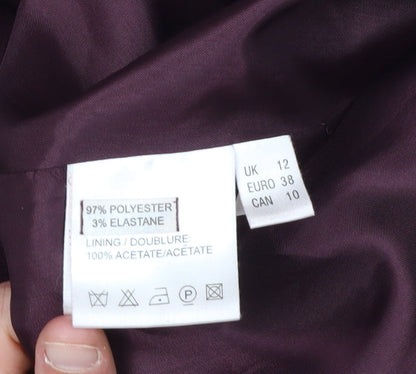 97% POLYESTER
3% ELASTANE
LINING / DOUBLURE:
100% ACETATE/ACETATE
P
UK 12
EURO 38
CAN 10